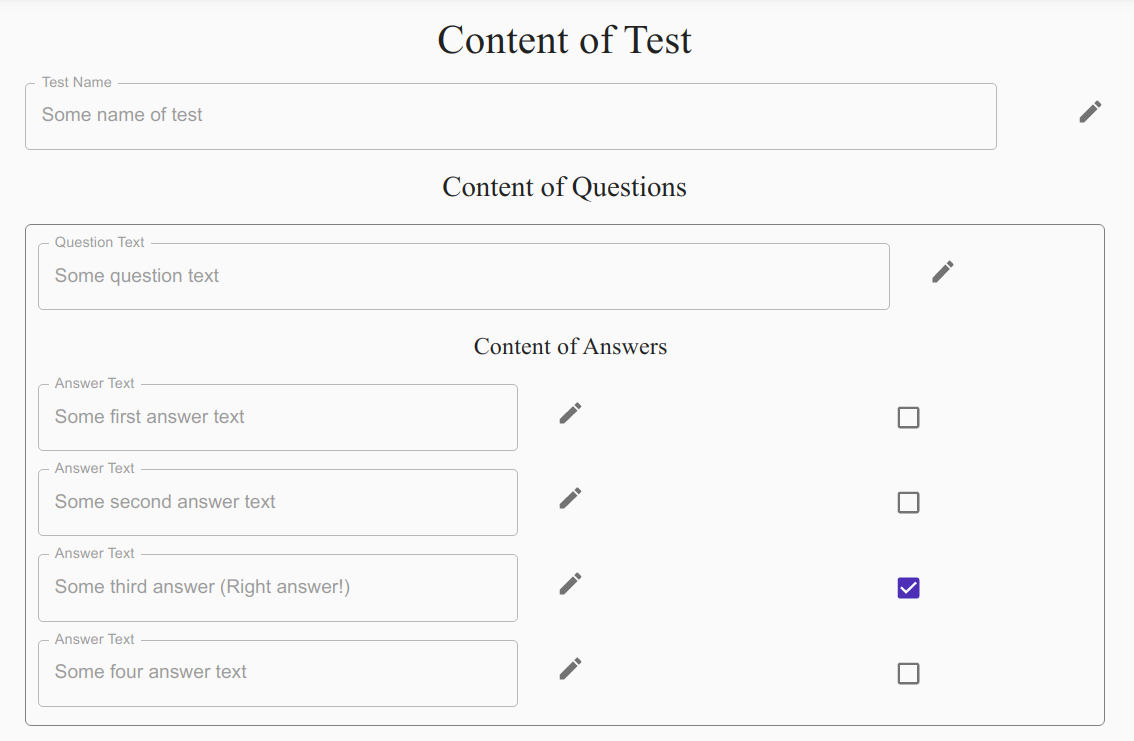 Content of Test
Test Name
Some name of test
Content of Questions
Question Text
Some question text
Content of Answers
Answer Text
Some first answer text
Answer Text
Some second answer text
Answer Text
Some third answer (Right answer!)
Answer Text
Some four answer text